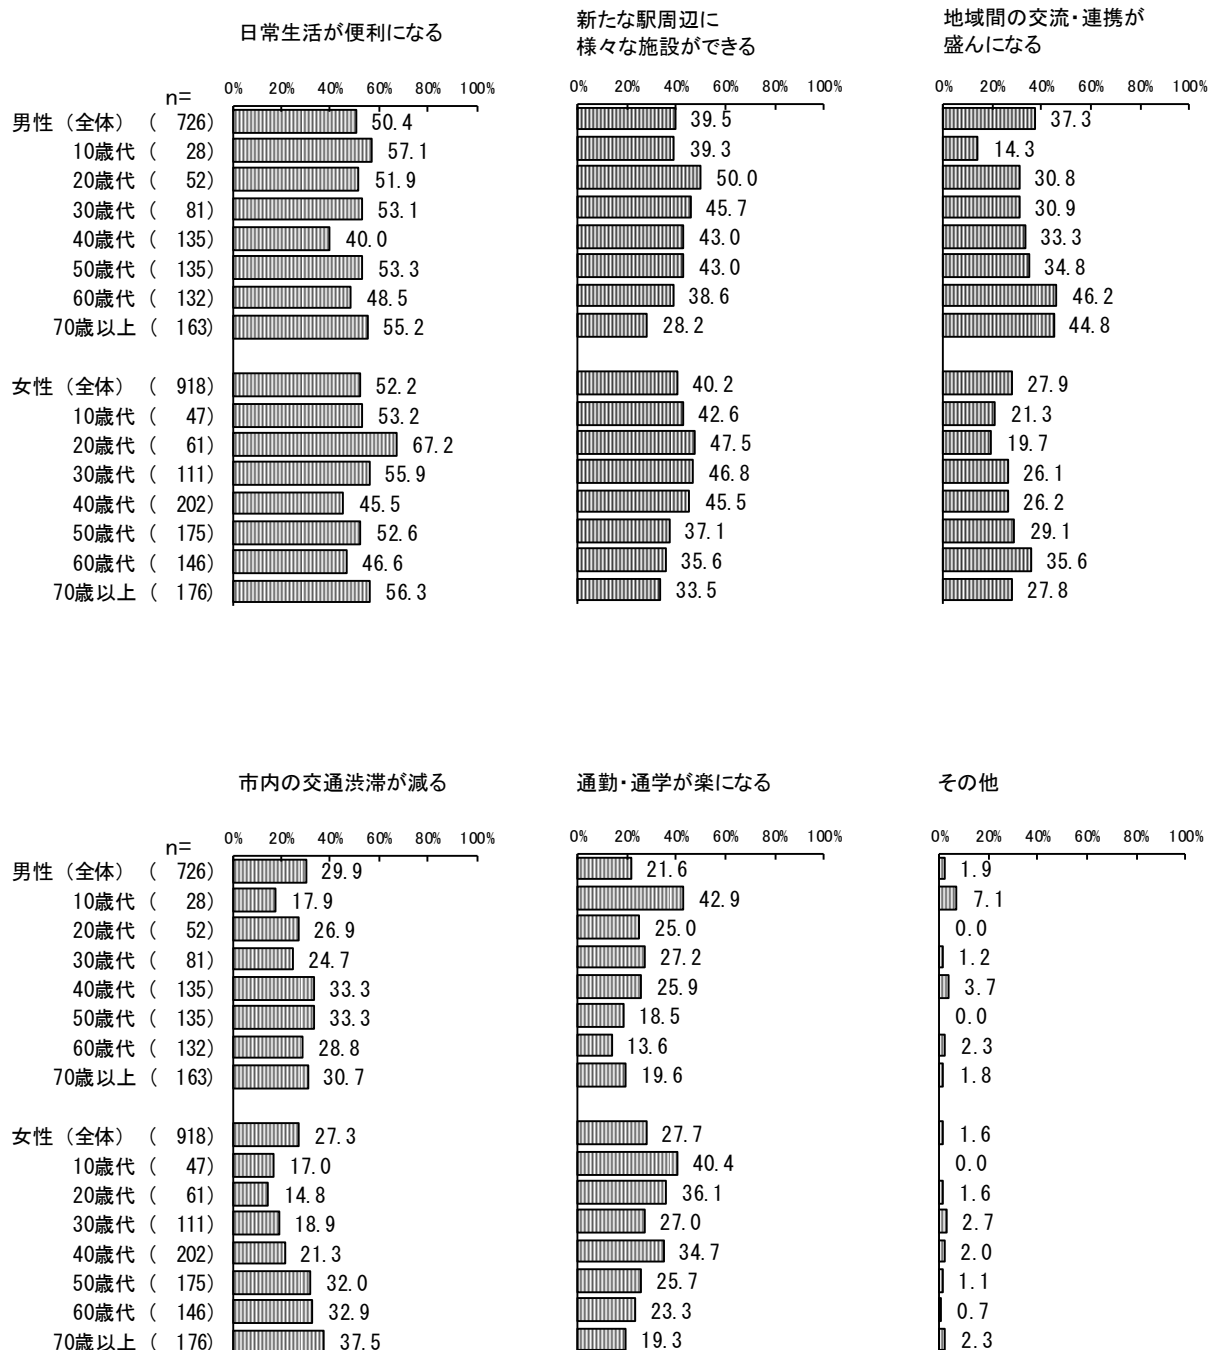 日常生活が便利になる
新たな駅周辺に
様々な施設ができる
地域間の交流・連携が
盛んになる
n= 0% 20% 40% 60% 80% 100% 0% 20% 40% 60% 80% 100% 0% 20% 40% 60% 80% 100%
男性（全体）（ 726） 50.4 39.5 37.3
10歳代（ 28） 57.1 39.3 14.3
20歳代（ 52） 51.9 50.0 30.8
30歳代（ 81） 53.1 45.7 30.9
40歳代（ 135） 40.0 43.0 33.3
50歳代（ 135） 53.3 43.0 34.8
60歳代（ 132） 48.5 38.6 46.2
70歳以上（ 163） 55.2 28.2 44.8
女性（全体）（ 918） 52.2 40.2 27.9
10歳代（ 47） 53.2 42.6 21.3
20歳代（ 61） 67.2 47.5 19.7
30歳代（ 111） 55.9 46.8 26.1
40歳代（ 202） 45.5 45.5 26.2
50歳代（ 175） 52.6 37.1 29.1
60歳代（ 146） 46.6 35.6 35.6
70歳以上（ 176） 56.3 33.5 27.8
市内の交通渋滞が減る 通勤・通学が楽になる その他
n= 0% 20% 40% 60% 80% 100% 0% 20% 40% 60% 80% 100% 0% 20% 40% 60% 80% 100%
男性（全体）（ 726） 29.9 21.6 1.9
10歳代（ 28） 17.9 42.9 7.1
20歳代（ 52） 26.9 25.0 0.0
30歳代（ 81） 24.7 27.2 1.2
40歳代（ 135） 33.3 25.9 3.7
50歳代（ 135） 33.3 18.5 0.0
60歳代（ 132） 28.8 13.6 2.3
70歳以上（ 163） 30.7 19.6 1.8
女性（全体）（ 918） 27.3 27.7 1.6
10歳代（ 47） 17.0 40.4 0.0
20歳代（ 61） 14.8 36.1 1.6
30歳代（ 111） 18.9 27.0 2.7
40歳代（ 202） 21.3 34.7 2.0
50歳代（ 175） 32.0 25.7 1.1
60歳代（ 146） 32.9 23.3 0.7
70歳以上（ 176） 37.5 19.3 2.3